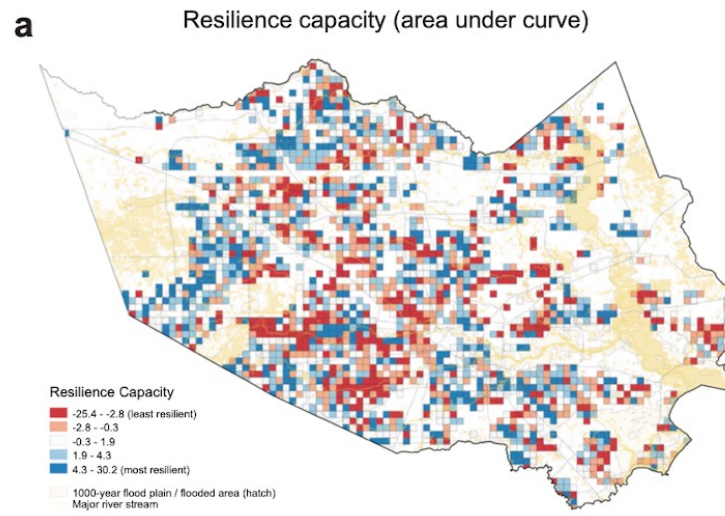 a
Resilience capacity (area under curve)
Resilience Capacity
-25.4 - -2.8 (least resilient)
-2.8 - -0.3
-0.3 - 1.9
1.9 - 4.3
4.3 - 30.2 (most resilient)
1000-year flood plain / flooded area (hatch)
Major river stream